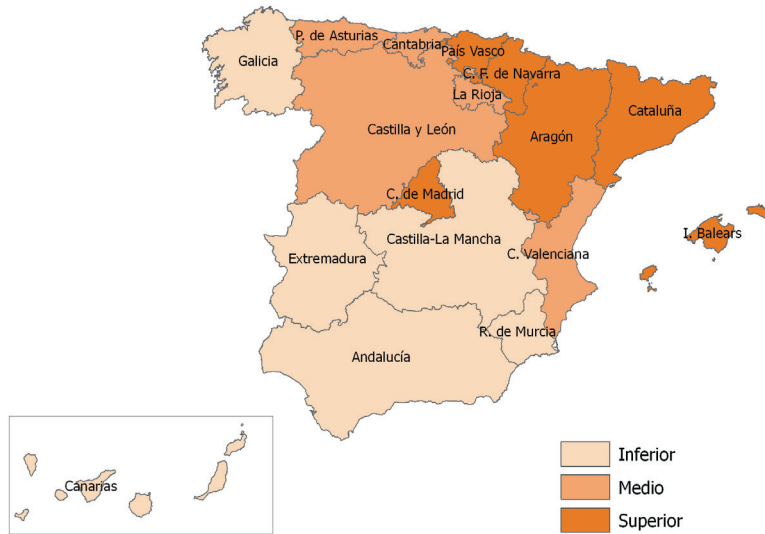 P. de Asturias
Cantabria
País Vasco
Galicia
C. F. de Navarra
La Rioja
Cataluña
Castilla y León
Aragón
C. de Madrid
I. Balears
Castilla-La Mancha
C. Valenciana
Extremadura
R. de Murcia
Andalucía
Canarias
Inferior
Medio
Superior